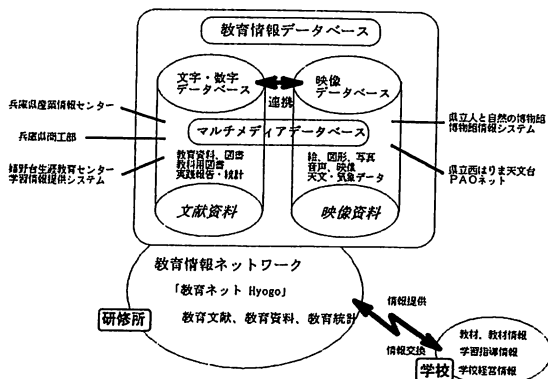 教育情報データベース
文字・数字
データベース
映像
データベース
連携
兵庫県産業情報センター
兵庫県商工部
嬉野台生涯教育センター
学習情報提供システム
県立人と自然の博物館
博物館情報システム
県立西はりま天文台
PAOネット
マルチメディアデータベース
教育資料、図書
教科用図書
実践報告・統計
絵、図形、写真
音声、映像
天文・気象データ
文献資料
映像資料
教育情報ネットワーク
「教育ネット Hyogo」
教育文献、教育資料、教育統計
研修所
情報提供
情報交換
教材、教材情報
学習指導情報
学校経営情報
学校